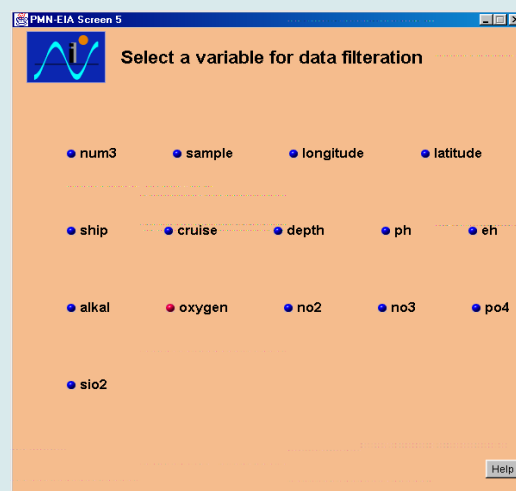 PMN-EIA Screen 5
Select a variable for data filteration
num3 sample longitude latitude
ship cruise depth ph eh
alkal oxygen no2 no3 po4
sio2
Help